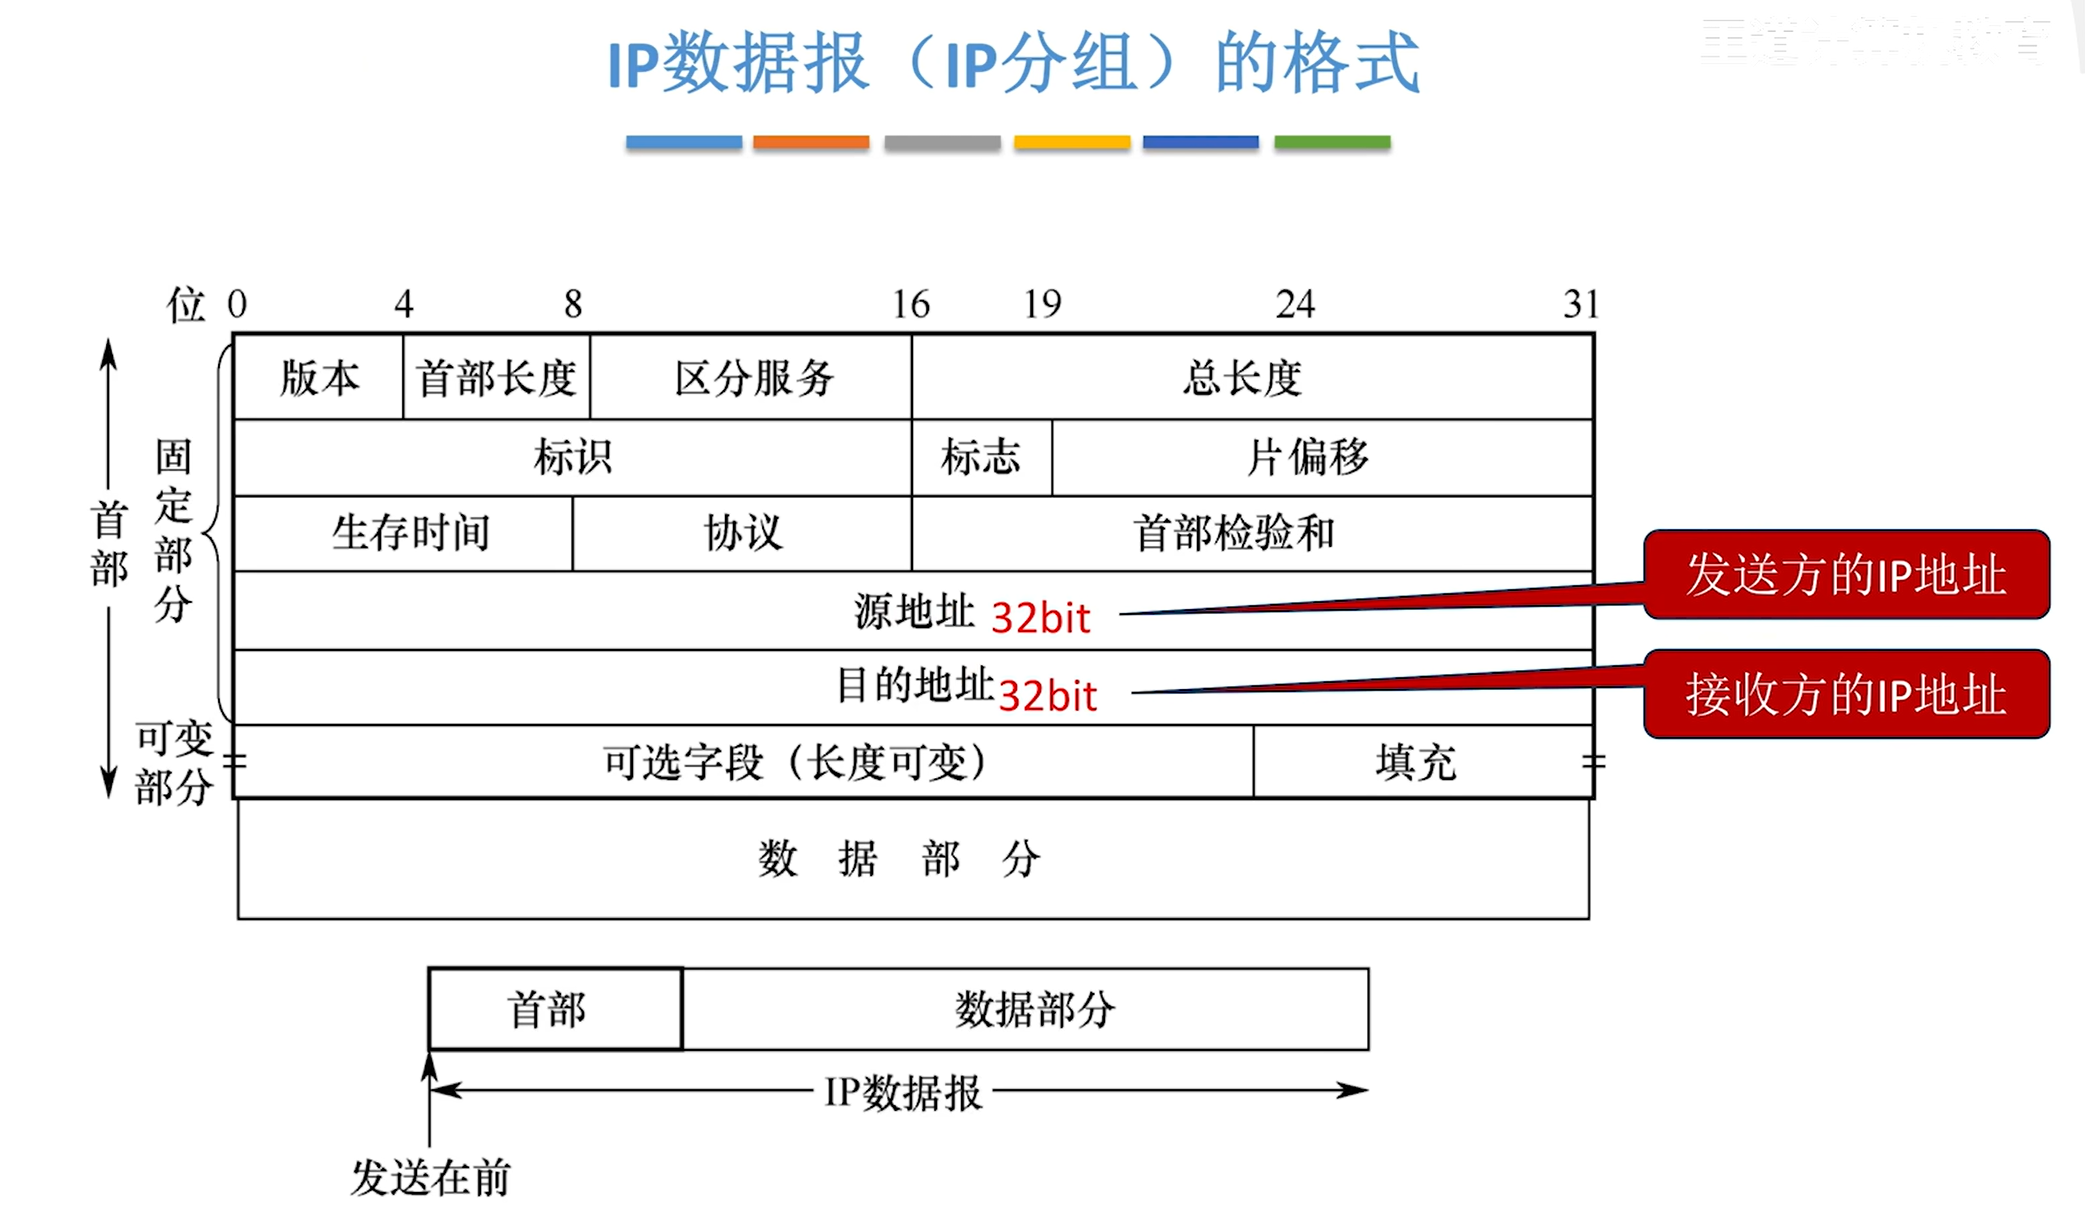 王道计算机教育
IP数据报（IP分组）的格式
位 0 4 8 16 19 24 31
版本 首部长度 区分服务 总长度
标识 标志 片偏移
生存时间 协议 首部检验和
源地址 32bit
目的地址 32bit
可选字段（长度可变） 填充
数据部分
首部
固定部分
可变
部分
发送方的IP地址
接收方的IP地址
首部 数据部分
IP数据报
发送在前